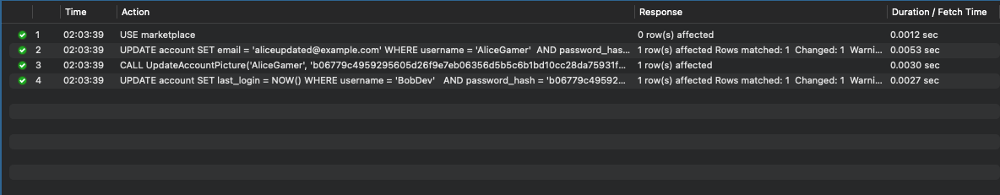 Time Action Response Duration / Fetch Time
1 02:03:39 USE marketplace 0 row(s) affected 0.0012 sec
2 02:03:39 UPDATE account SET email = 'aliceupdated@example.com' WHERE username = 'AliceGamer' AND password_has... 1 row(s) affected Rows matched: 1 Changed: 1 Warni... 0.0053 sec
3 02:03:39 CALL UpdateAccountPicture('AliceGamer', 'b06779c4959295605d26f9e7eb06356d5b5c6b1bd10cc28da75931f... 1 row(s) affected 0.0030 sec
4 02:03:39 UPDATE account SET last_login = NOW() WHERE username = 'BobDev' AND password_hash = 'b06779c49592... 1 row(s) affected Rows matched: 1 Changed: 1 Warni... 0.0027 sec